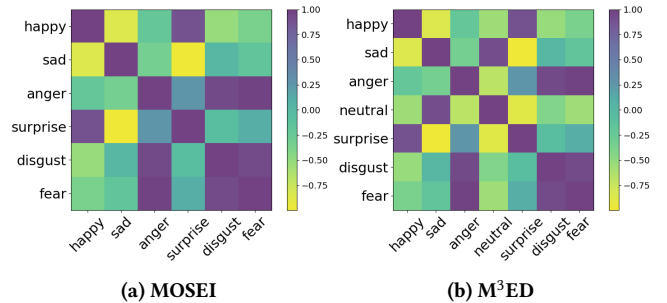 happy
sad
anger
surprise
disgust
fear
happy
sad
anger
surprise
disgust
fear
1.00
0.75
0.50
0.25
0.00
−0.25
−0.50
−0.75
(a) MOSEI
happy
sad
anger
neutral
surprise
disgust
fear
happy
sad
anger
neutral
surprise
disgust
fear
1.00
0.75
0.50
0.25
0.00
−0.25
−0.50
−0.75
(b) M³ED